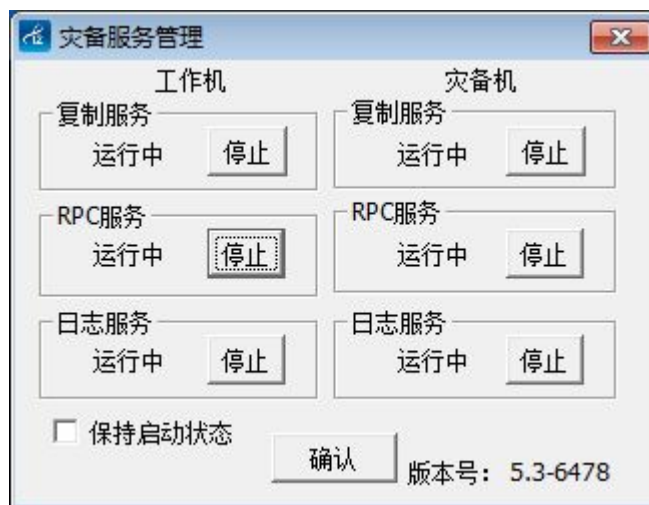 灾备服务管理
工作机 灾备机
复制服务 复制服务
运行中 停止 运行中 停止
RPC服务 RPC服务
运行中 停止 运行中 停止
日志服务 日志服务
运行中 停止 运行中 停止
保持启动状态
确认 版本号： 5.3-6478